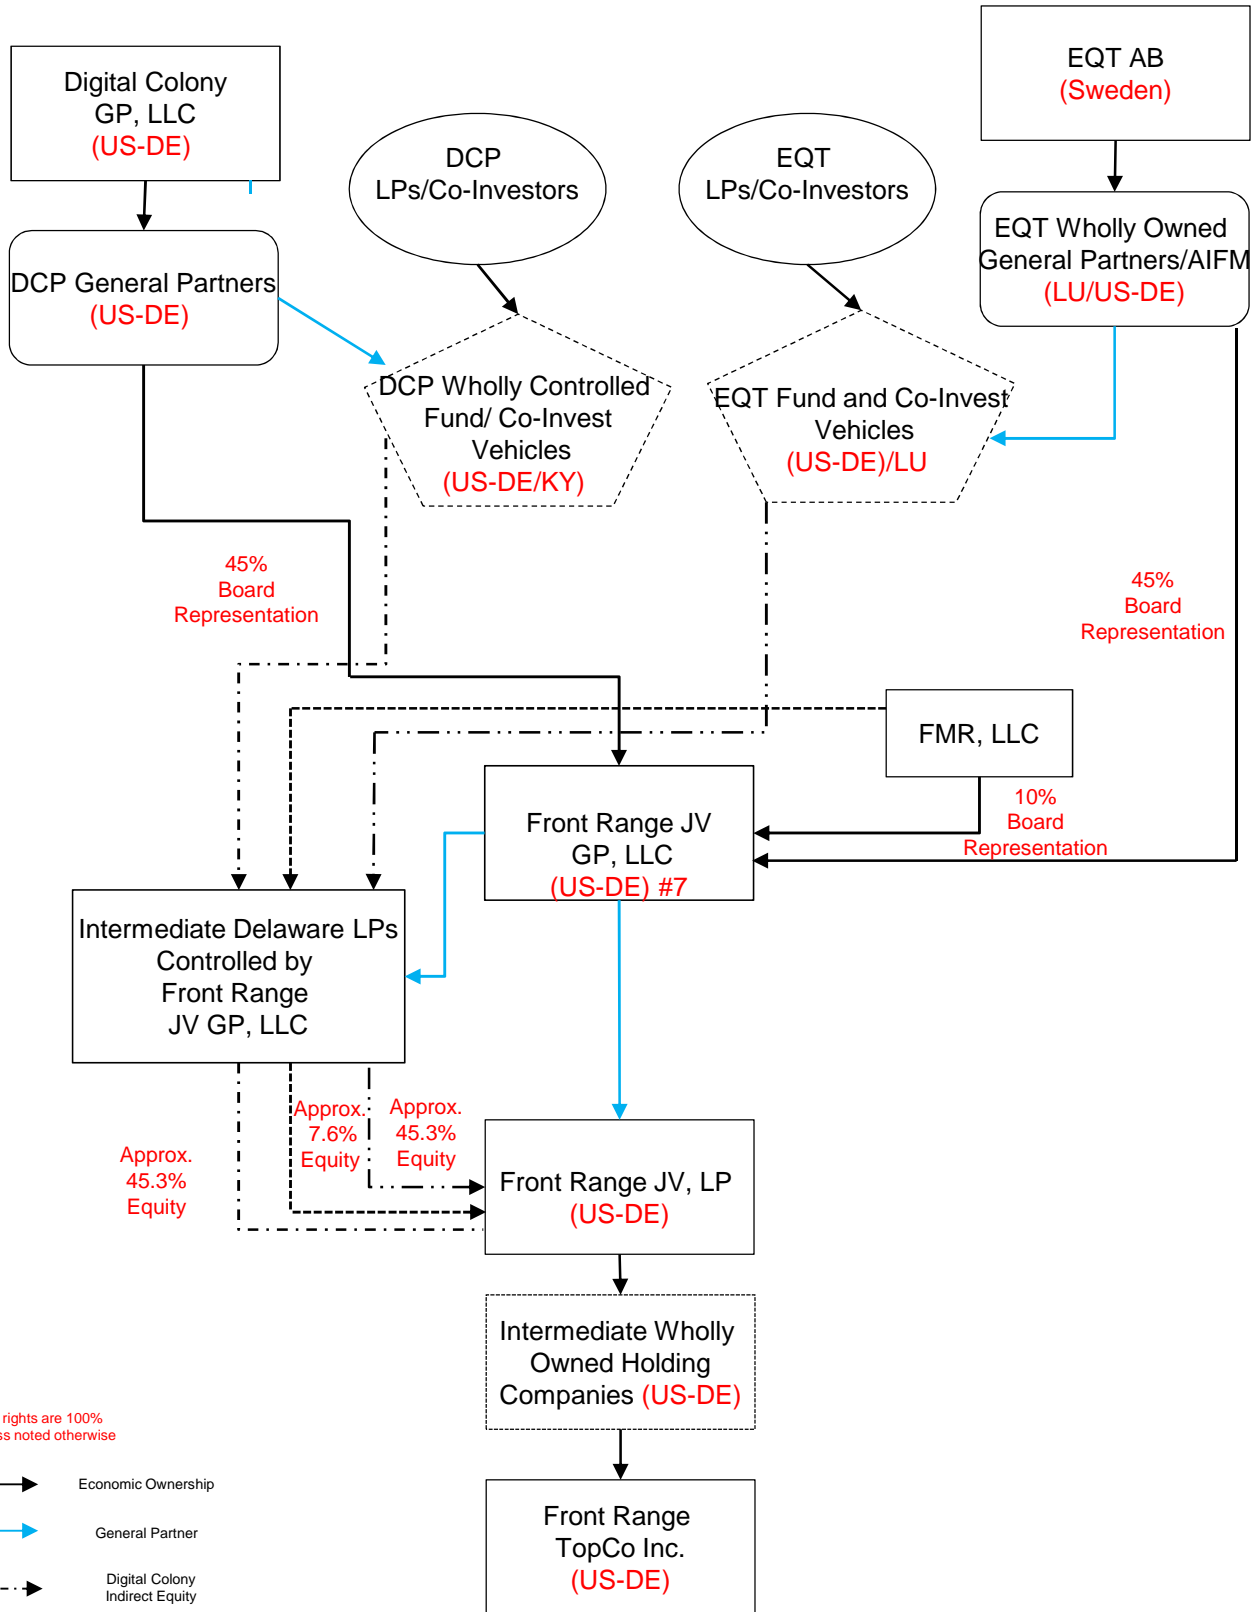 Digital Colony
GP, LLC
(US-DE)
DCP
LPs/Co-Investors
EQT
LPs/Co-Investors
EQT AB
(Sweden)
DCP General Partners
(US-DE)
EQT Wholly Owned
General Partners/AIFM
(LU/US-DE)
DCP Wholly Controlled
Fund/ Co-Invest
Vehicles
(US-DE/KY)
EQT Fund and Co-Invest
Vehicles
(US-DE)/LU
45%
Board
Representation
45%
Board
Representation
FMR, LLC
10%
Board
Representation
Front Range JV
GP, LLC
(US-DE) #7
Intermediate Delaware LPs
Controlled by
Front Range
JV GP, LLC
Approx.
45.3%
Equity
Approx.
7.6%
Equity
Approx.
45.3%
Equity
Front Range JV, LP
(US-DE)
Intermediate Wholly
Owned Holding
Companies (US-DE)
Front Range
TopCo Inc.
(US-DE)
rights are 100%
noted otherwise
Economic Ownership
General Partner
Digital Colony
Indirect Equity